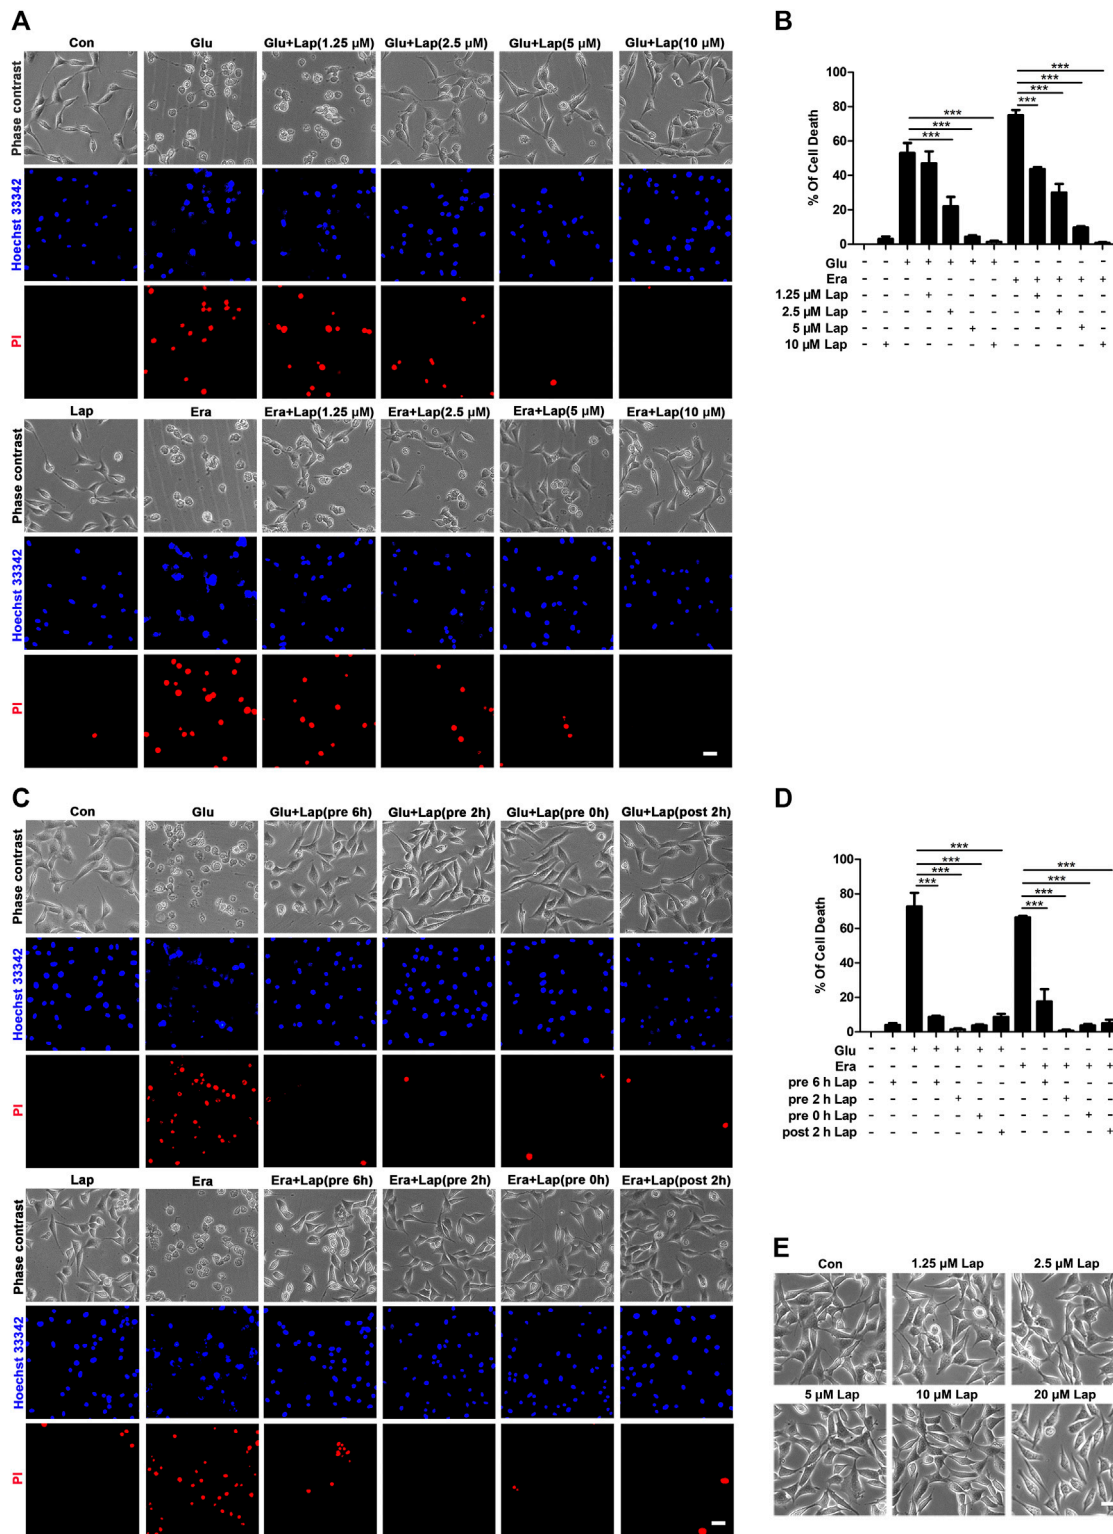 A
Con Glu Glu+Lap(1.25 µM) Glu+Lap(2.5 µM) Glu+Lap(5 µM) Glu+Lap(10 µM)
Phase contrast
Hoechst 33342
PI
Lap Era Era+Lap(1.25 µM) Era+Lap(2.5 µM) Era+Lap(5 µM) Era+Lap(10 µM)
Phase contrast
Hoechst 33342
PI
B
% Of Cell Death
100
80
60
40
20
0
***
***
***
***
***
***
***
Glu - - + + + + + - - - - -
Era - - - - - - - + + + + +
1.25 µM Lap - - - + - - - - + - - -
2.5 µM Lap - - - - + - - - - + - -
5 µM Lap - - - - - + - - - - + -
10 µM Lap - + - - - - + - - - - +
C
Con Glu Glu+Lap(pre 6h) Glu+Lap(pre 2h) Glu+Lap(pre 0h) Glu+Lap(post 2h)
Phase contrast
Hoechst 33342
PI
Lap Era Era+Lap(pre 6h) Era+Lap(pre 2h) Era+Lap(pre 0h) Era+Lap(post 2h)
Phase contrast
Hoechst 33342
PI
D
% Of Cell Death
100
80
60
40
20
0
***
***
***
***
***
***
***
***
Glu - - + + + + + - - - - -
Era - - - - - - - + + + + +
pre 6 h Lap - + - + - - - - + - - -
pre 2 h Lap - - - - + - - - - + - -
pre 0 h Lap - - - - - + - - - - + -
post 2 h Lap - - - - - - + - - - - +
E
Con 1.25 µM Lap 2.5 µM Lap
5 µM Lap 10 µM Lap 20 µM Lap